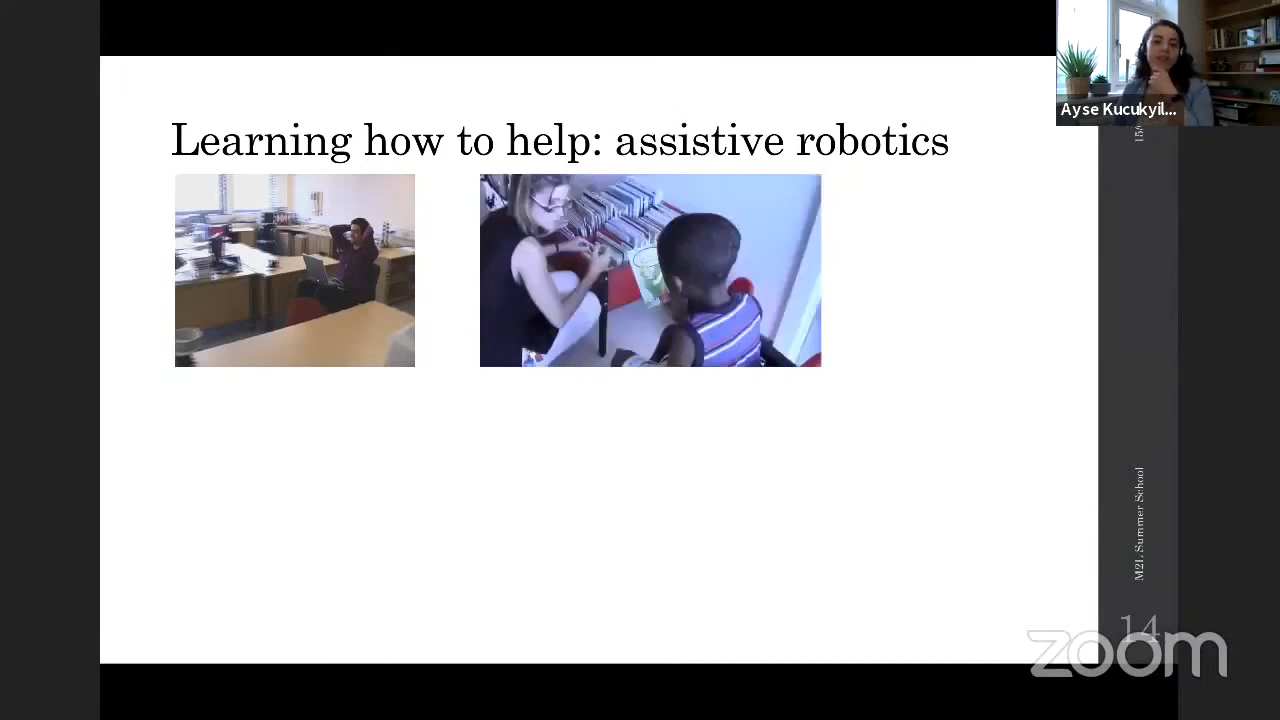 Learning how to help: assistive robotics
Ayse Kucukyil...
M2L Summer School
14
zoom